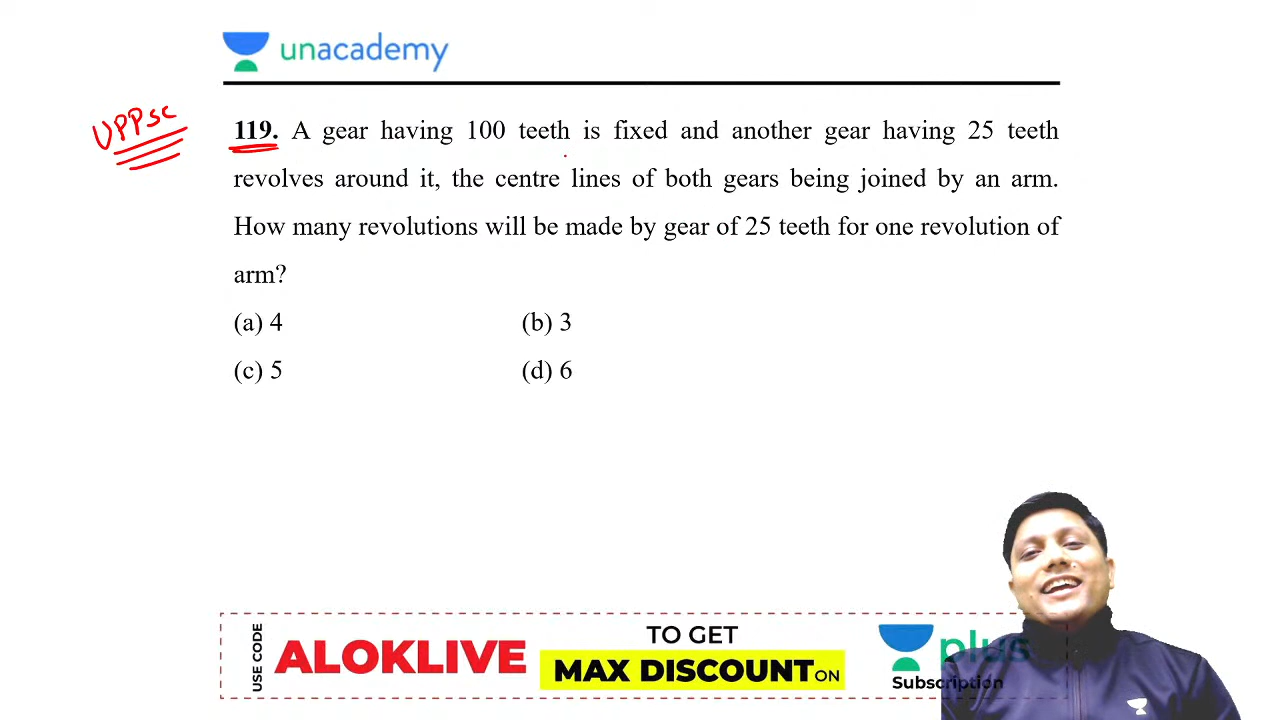 unacademy
UPPSC
119. A gear having 100 teeth is fixed and another gear having 25 teeth
revolves around it, the centre lines of both gears being joined by an arm.
How many revolutions will be made by gear of 25 teeth for one revolution of
arm?
(a) 4 (b) 3
(c) 5 (d) 6
USE CODE
ALOKLIVE
TO GET
MAX DISCOUNT ON
plus
Subscription